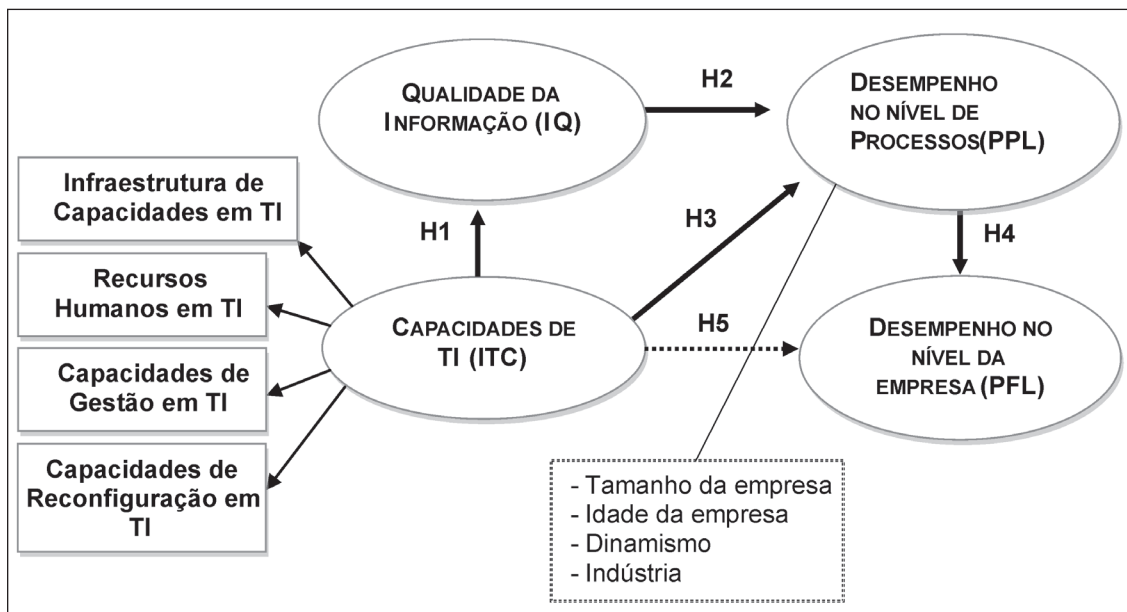 QUALIDADE DA
INFORMAÇÃO (IQ)
H2
DESEMPENHO
NO NÍVEL DE
PROCESSOS(PPL)
Infraestrutura de
Capacidades em TI
H1
H3
H4
Recursos
Humanos em TI
CAPACIDADES DE
TI (ITC)
H5
DESEMPENHO NO
NÍVEL DA
EMPRESA (PFL)
Capacidades de
Gestão em TI
Capacidades de
Reconfiguração em
TI
- Tamanho da empresa
- Idade da empresa
- Dinamismo
- Indústria